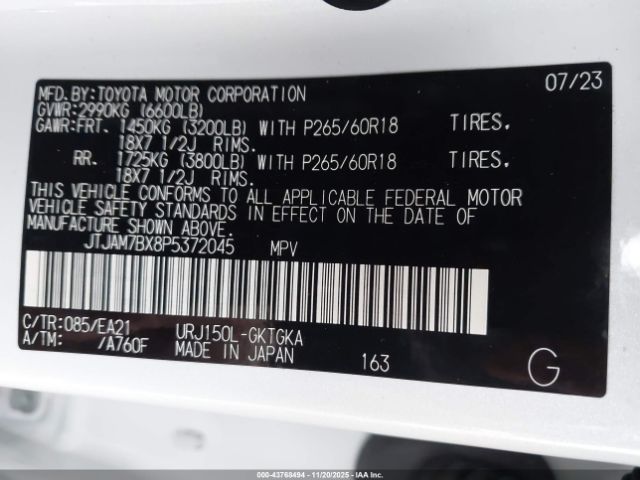 MFD.BY:TOYOTA MOTOR CORPORATION 07/23
GVWR:2990KG (6600LB)
GAWR:FRT. 1450KG (3200LB) WITH P265/60R18 TIRES.
18X7 1/2J RIMS.
RR. 1725KG (3800LB) WITH P265/60R18 TIRES.
18X7 1/2J RIMS.
THIS VEHICLE CONFORMS TO ALL APPLICABLE FEDERAL MOTOR
VEHICLE SAFETY STANDARDS IN EFFECT ON THE DATE OF
MANUFACTURE SHOWN ABOVE.
JTJAM7BX8P5372045 MPV
C/TR:085/EA21 URJ150L-GKTGKA
A/TM: /A760F MADE IN JAPAN 163 G
000-43768494 | 11/20/2025 | IAA Inc.